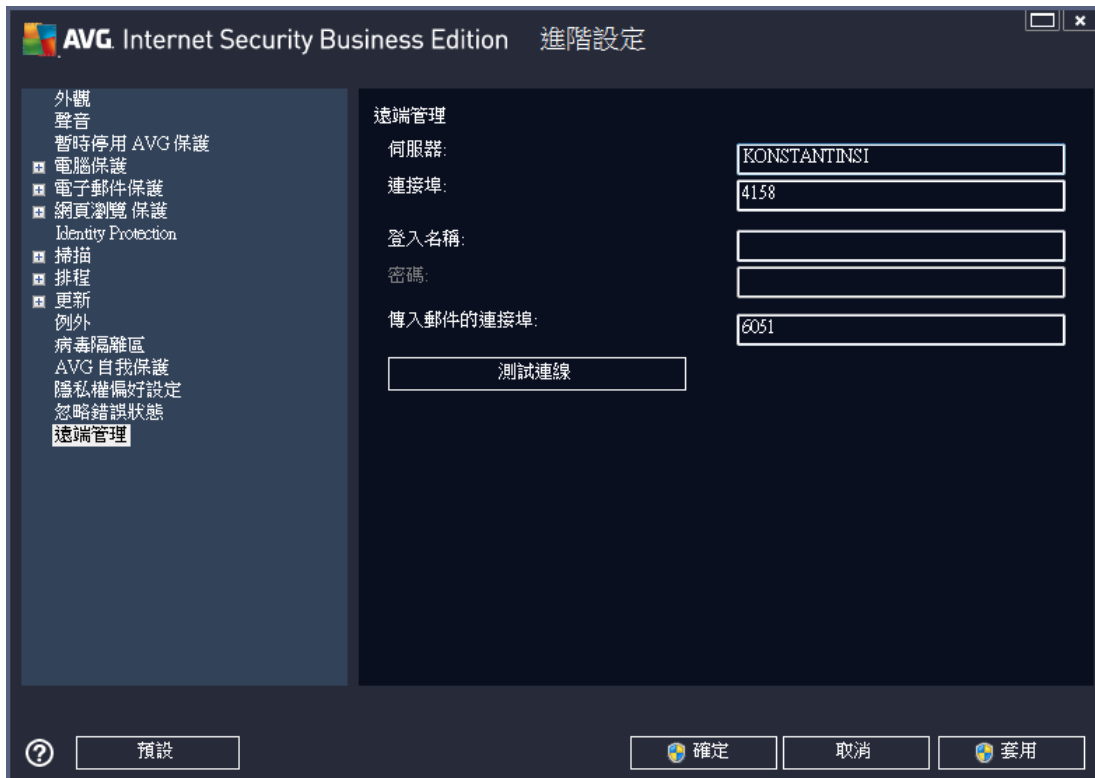 AVG. Internet Security Business Edition 進階設定
外觀
聲音
暫時停用 AVG 保護
電腦保護
電子郵件保護
網頁瀏覽 保護
Identity Protection
掃描
排程
更新
例外
病毒隔離區
AVG 自我保護
隱私權偏好設定
忽略錯誤狀態
遠端管理
遠端管理
伺服器: KONSTANTINSI
連接埠: 4158
登入名稱:
密碼:
傳入郵件的連接埠: 6051
測試連線
預設
確定
取消
套用